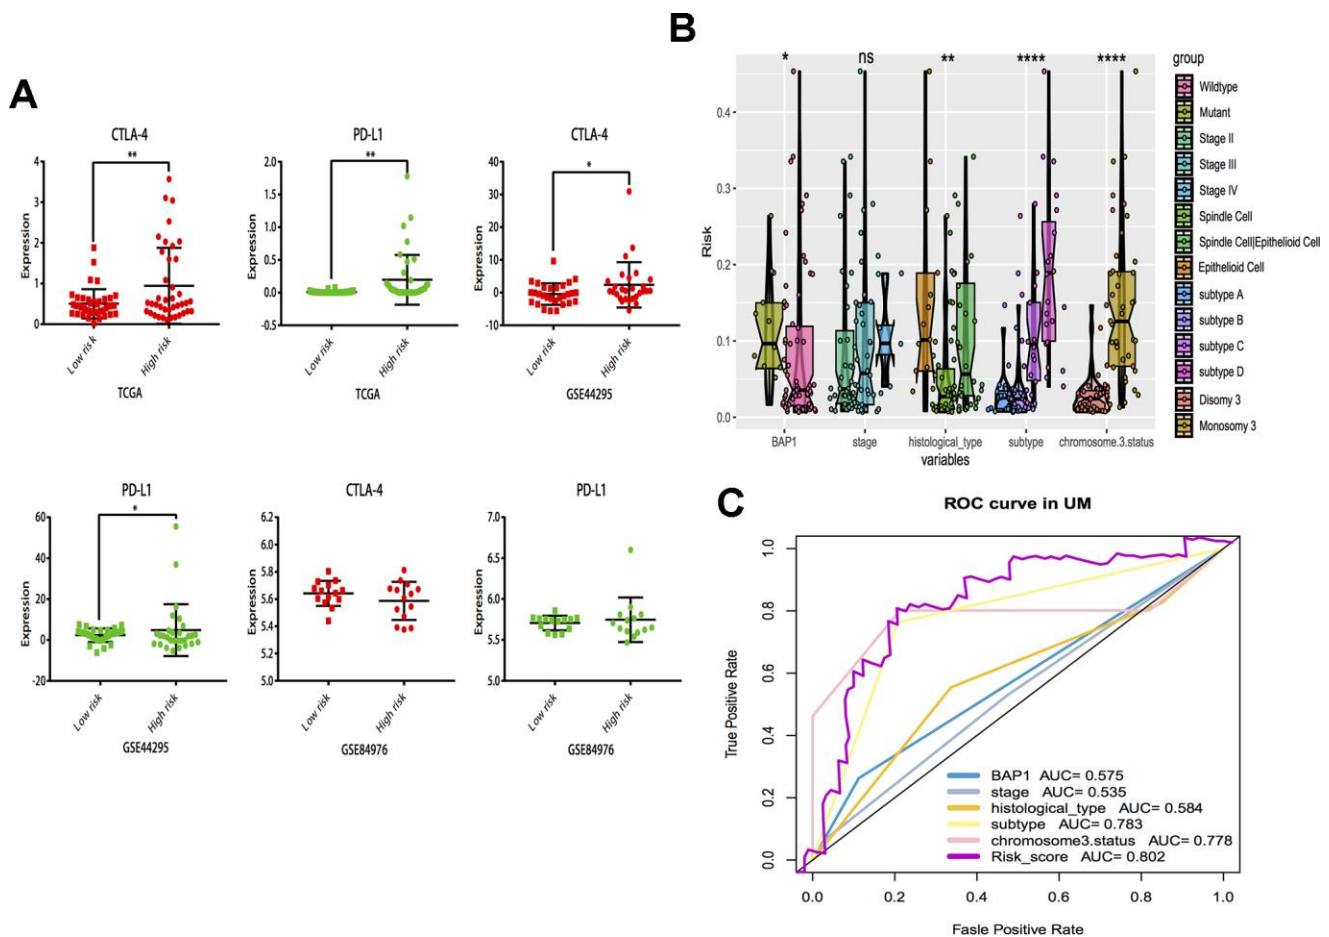 A
CTLA-4
**
Expression
4
3
2
1
0
Low risk
High risk
TCGA
PD-L1
**
Expression
2.0
1.5
1.0
0.5
0.0
-0.5
Low risk
High risk
TCGA
CTLA-4
*
Expression
40
30
20
10
0
-10
Low risk
High risk
GSE44295
PD-L1
*
Expression
60
40
20
0
-20
Low risk
High risk
GSE44295
CTLA-4
Expression
6.2
6.0
5.8
5.6
5.4
5.2
5.0
Low risk
High risk
GSE84976
PD-L1
Expression
7.0
6.5
6.0
5.5
5.0
Low risk
High risk
GSE84976
B
* ns ** **** ****
Risk
0.4
0.3
0.2
0.1
0.0
BAP1 stage histological_type subtype chromosome.3.status
variables
group
Wildtype
Mutant
Stage II
Stage III
Stage IV
Spindle Cell
Spindle Cell|Epithelioid Cell
Epithelioid Cell
subtype A
subtype B
subtype C
subtype D
Disomy 3
Monosomy 3
C
ROC curve in UM
True Positive Rate
1.0
0.8
0.6
0.4
0.2
0.0
BAP1 AUC= 0.575
stage AUC= 0.535
histological_type AUC= 0.584
subtype AUC= 0.783
chromosome3.status AUC= 0.778
Risk_score AUC= 0.802
0.0 0.2 0.4 0.6 0.8 1.0
Fasle Positive Rate